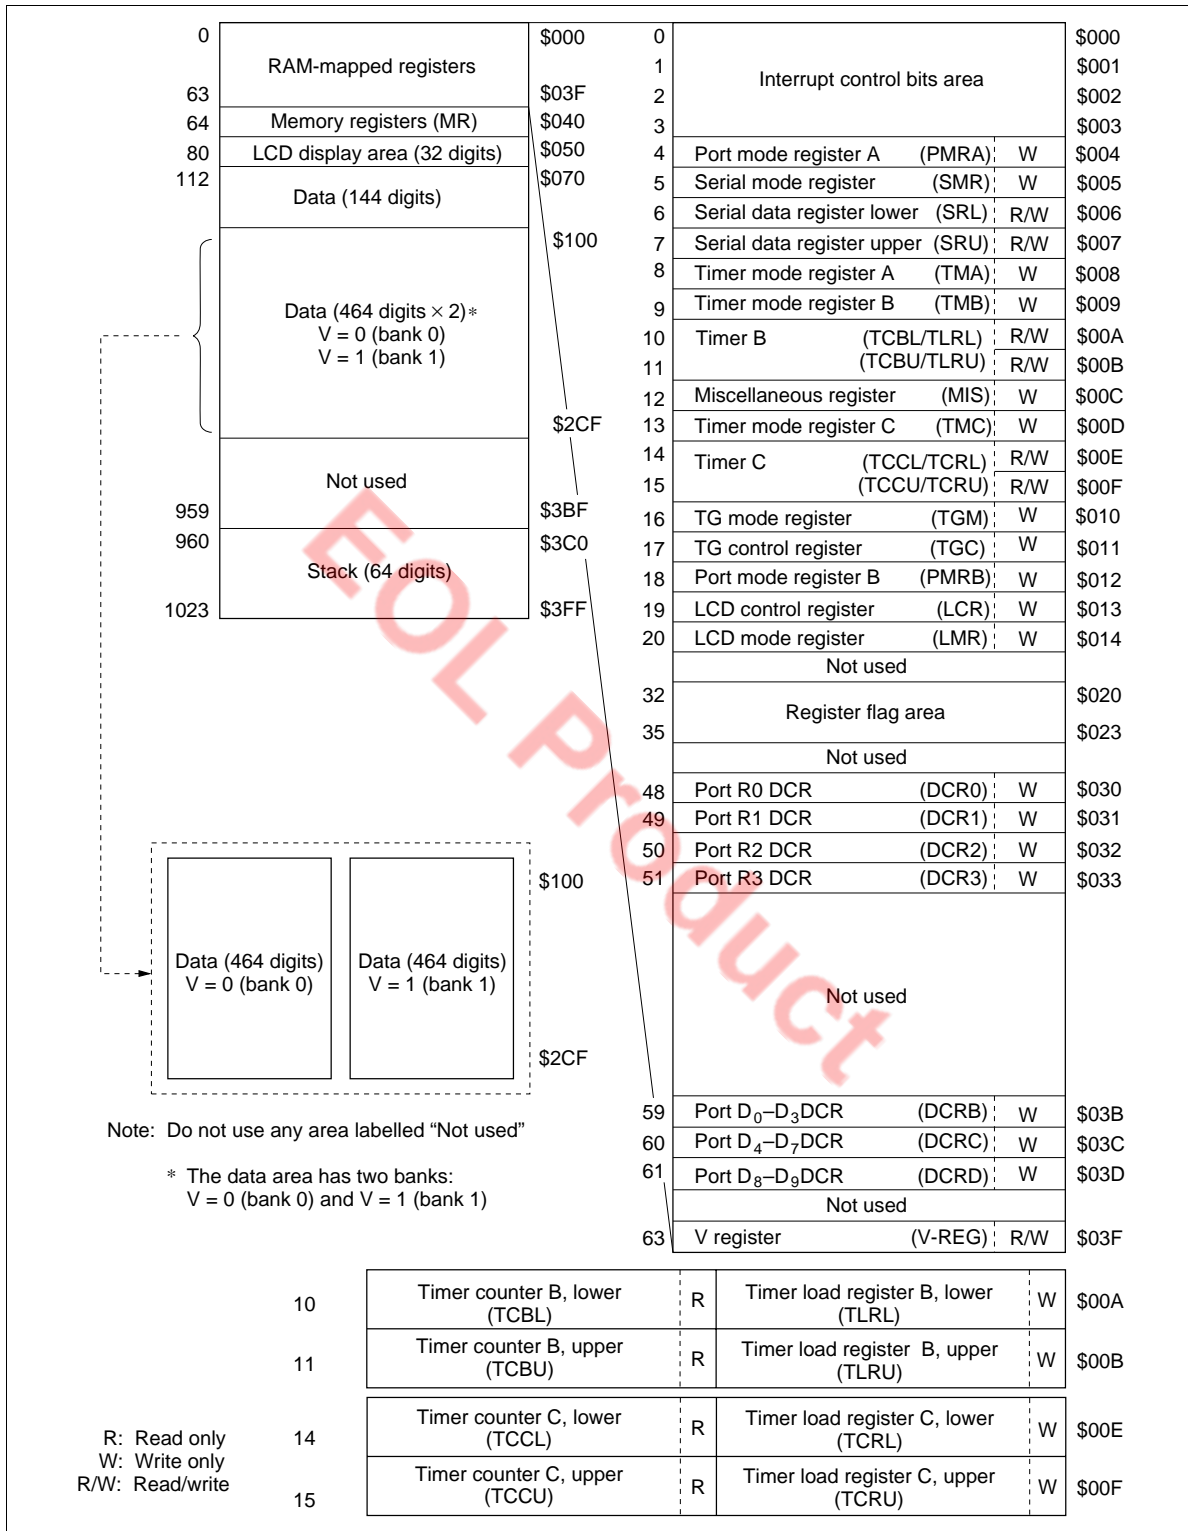 0 $000
RAM-mapped registers
63 $03F
64 Memory registers (MR) $040
80 LCD display area (32 digits) $050
112 $070
Data (144 digits)
$100
Data (464 digits × 2)*
V = 0 (bank 0)
V = 1 (bank 1)
$2CF
Not used
959 $3BF
960 $3C0
Stack (64 digits)
1023 $3FF
0 $000
1 $001
Interrupt control bits area
2 $002
3 $003
4 Port mode register A (PMRA) W $004
5 Serial mode register (SMR) W $005
6 Serial data register lower (SRL) R/W $006
7 Serial data register upper (SRU) R/W $007
8 Timer mode register A (TMA) W $008
9 Timer mode register B (TMB) W $009
10 Timer B (TCBL/TLRL) R/W $00A
11 (TCBU/TLRU) R/W $00B
12 Miscellaneous register (MIS) W $00C
13 Timer mode register C (TMC) W $00D
14 Timer C (TCCL/TCRL) R/W $00E
15 (TCCU/TCRU) R/W $00F
16 TG mode register (TGM) W $010
17 TG control register (TGC) W $011
18 Port mode register B (PMRB) W $012
19 LCD control register (LCR) W $013
20 LCD mode register (LMR) W $014
Not used
32 $020
Register flag area
35 $023
Not used
48 Port R0 DCR (DCR0) W $030
49 Port R1 DCR (DCR1) W $031
50 Port R2 DCR (DCR2) W $032
51 Port R3 DCR (DCR3) W $033
Not used
59 Port D0–D3DCR (DCRB) W $03B
60 Port D4–D7DCR (DCRC) W $03C
61 Port D8–D9DCR (DCRD) W $03D
Not used
63 V register (V-REG) R/W $03F
$100
Data (464 digits) Data (464 digits)
V = 0 (bank 0) V = 1 (bank 1)
$2CF
Note: Do not use any area labelled “Not used”
* The data area has two banks:
V = 0 (bank 0) and V = 1 (bank 1)
10 Timer counter B, lower R Timer load register B, lower W $00A
(TCBL) (TLRL)
11 Timer counter B, upper R Timer load register B, upper W $00B
(TCBU) (TLRU)
14 Timer counter C, lower R Timer load register C, lower W $00E
(TCCL) (TCRL)
15 Timer counter C, upper R Timer load register C, upper W $00F
(TCCU) (TCRU)
R: Read only
W: Write only
R/W: Read/write
EOL Product